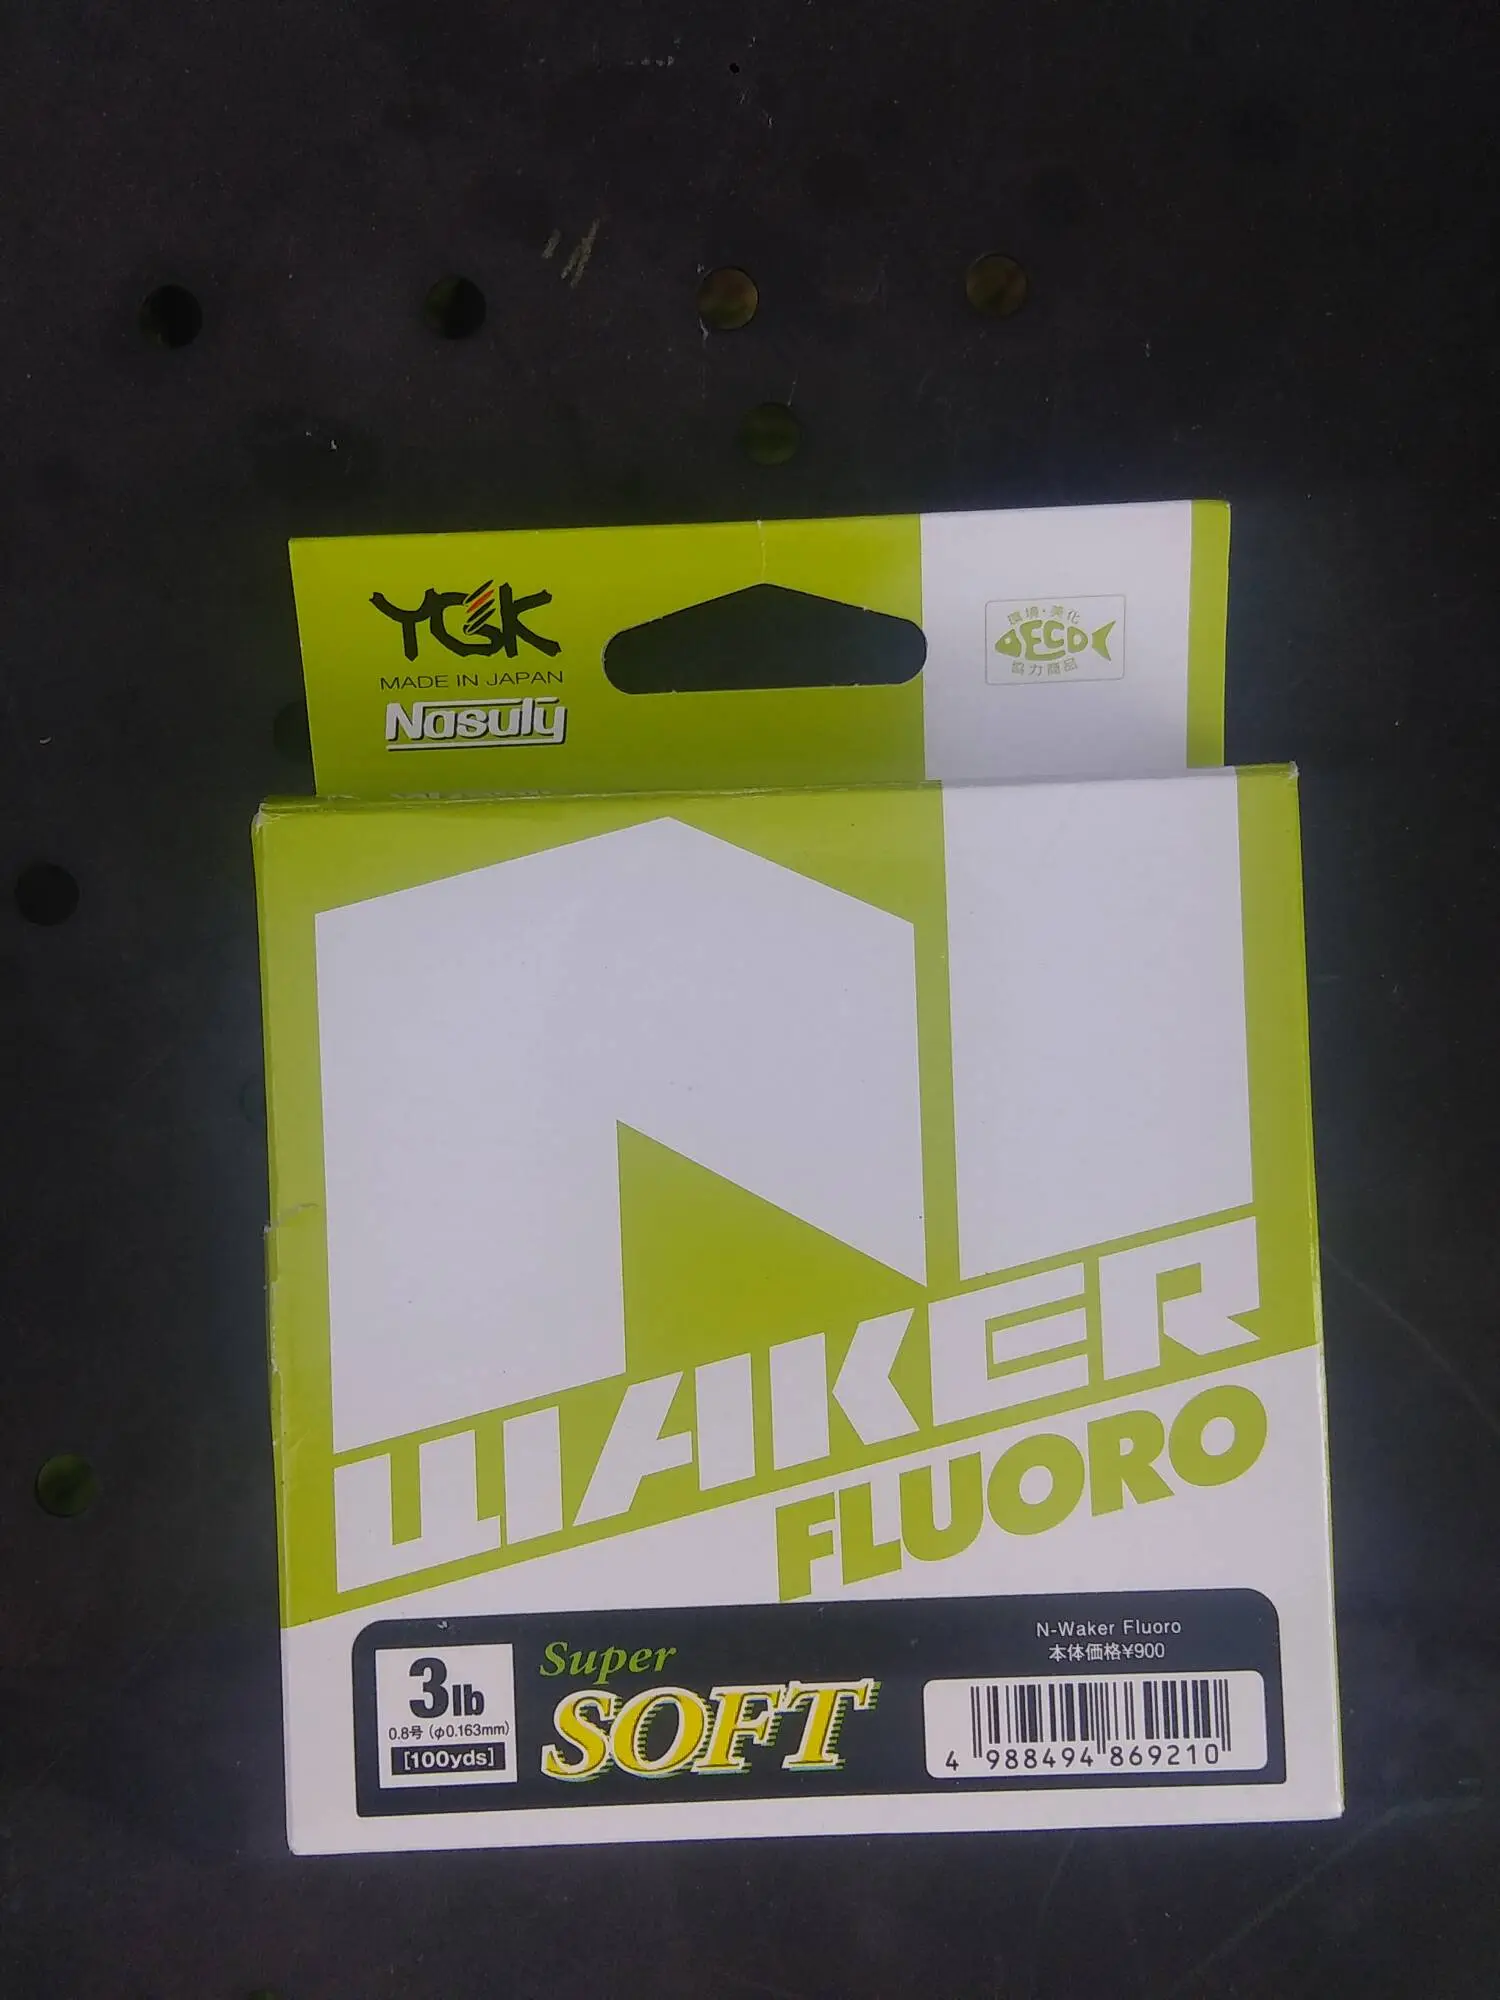 YGK
MADE IN JAPAN
Nasuly
環境・美化
ECO
協力商品
N
WAKER
FLUORO
3lb
0.8号(φ0.163mm)
[100yds]
Super
SOFT
N-Waker Fluoro
本体価格¥900
4 988494 869210